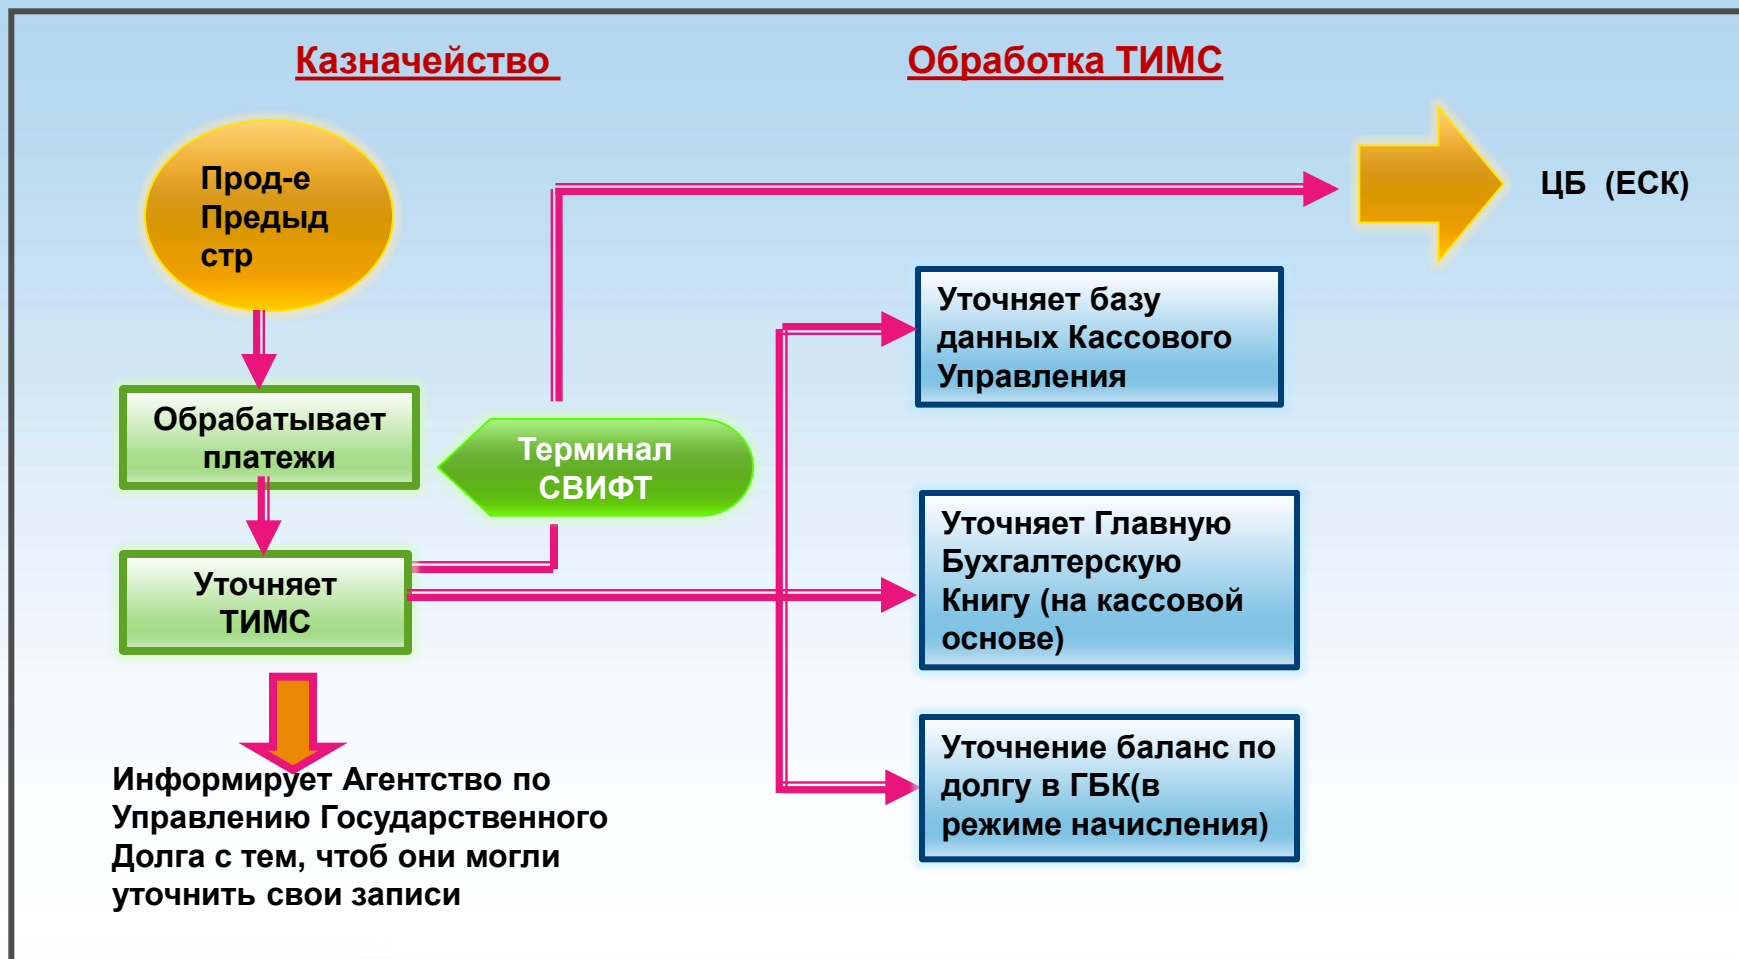 Казначейство
Обработка ТИМС
Прод-е
Предыд
стр
ЦБ (ЕСК)
Уточняет базу
данных Кассового
Управления
Обрабатывает
платежи
Терминал
СВИФТ
Уточняет Главную
Бухгалтерскую
Книгу (на кассовой
основе)
Уточняет
ТИМС
Уточнение баланс по
долгу в ГБК(в
режиме начисления)
Информирует Агентство по
Управлению Государственного
Долга с тем, чтоб они могли
уточнить свои записи